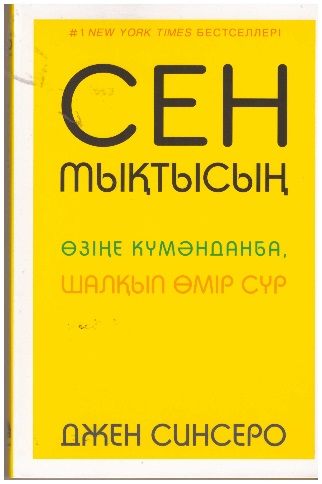 #1 NEW YORK TIMES БЕСТСЕЛЛЕРІ
СЕН
МЫҚТЫСЫҢ
ӨЗІҢЕ КҮМӘНДАНБА,
ШАЛҚЫП ӨМІР СҮР
ДЖЕН СИНСЕРО